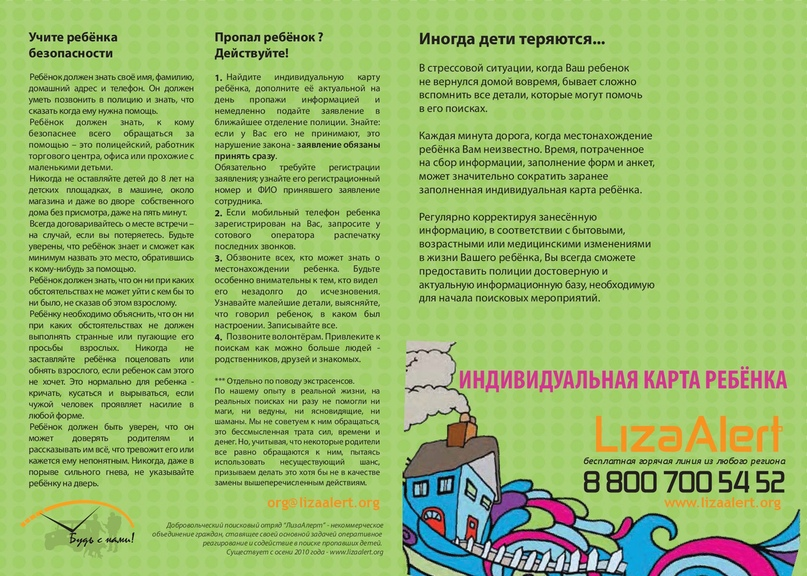 Учите ребёнка
безопасности
Ребёнок должен знать своё имя, фамилию,
домашний адрес и телефон. Он должен
уметь позвонить в полицию и знать, что
сказать когда ему нужна помощь.
Ребёнок должен знать, к кому
безопаснее всего обращаться за
помощью – это полицейский, работник
торгового центра, офиса или прохожие с
маленькими детьми.
Никогда не оставляйте детей до 8 лет на
детских площадках, в машине, около
магазина и даже во дворе собственного
дома без присмотра, даже на пять минут.
Всегда договаривайтесь о месте встречи –
на случай, если вы потеряетесь. Будьте
уверены, что ребёнок знает и сможет как
минимум назвать это место, обратившись
к кому-нибудь за помощью.
Ребёнок должен знать, что он ни при каких
обстоятельствах не может уйти с кем бы то
ни было, не сказав об этом взрослому.
Ребёнку необходимо объяснить, что он ни
при каких обстоятельствах не должен
выполнять странные или пугающие его
просьбы взрослых. Никогда не
заставляйте ребёнка поцеловать или
обнять взрослого, если ребенок сам этого
не хочет. Это нормально для ребенка -
кричать, кусаться и вырываться, если
чужой человек проявляет насилие в
любой форме.
Ребёнок должен быть уверен, что он
может доверять родителям и
рассказывать им всё, что тревожит его или
кажется ему непонятным. Никогда, даже в
порыве сильного гнева, не указывайте
ребёнку на дверь.
Будь с нами!
Пропал ребёнок ?
Действуйте!
1. Найдите индивидуальную карту
ребёнка, дополните её актуальной на
день пропажи информацией и
немедленно подайте заявление в
ближайшее отделение полиции. Знайте:
если у Вас его не принимают, это
нарушение закона - заявление обязаны
принять сразу.
Обязательно требуйте регистрации
заявления; узнайте его регистрационный
номер и ФИО принявшего заявление
сотрудника.
2. Если мобильный телефон ребенка
зарегистрирован на Вас, запросите у
сотового оператора распечатку
последних звонков.
3. Обзвоните всех, кто может знать о
местонахождении ребенка. Будьте
особенно внимательны к тем, кто видел
его незадолго до исчезновения.
Узнавайте малейшие детали, выясняйте,
что говорил ребенок, в каком был
настроении. Записывайте все.
4. Позвоните волонтёрам. Привлеките к
поискам как можно больше людей -
родственников, друзей и знакомых.
*** Отдельно по поводу экстрасенсов.
По нашему опыту в реальной жизни, на
реальных поисках ни разу не помогли ни
маги, ни ведуны, ни ясновидящие, ни
шаманы. Мы не советуем к ним обращаться,
это бессмысленная трата сил, времени и
денег. Но, учитывая, что некоторые родители
все равно обращаются к ним, пытаясь
использовать несуществующий шанс,
призываем делать это хотя бы не в качестве
замены вышеперечисленным действиям.
org@lizaalert.org
Добровольческий поисковый отряд "ЛизаАлерт" - некоммерческое
объединение граждан, ставящее своей основной задачей оперативное
реагирование и содействие в поиске пропавших детей.
Существует с осени 2010 года - www.lizaalert.org
Иногда дети теряются...
В стрессовой ситуации, когда Ваш ребенок
не вернулся домой вовремя, бывает сложно
вспомнить все детали, которые могут помочь
в его поисках.
Каждая минута дорога, когда местонахождение
ребёнка Вам неизвестно. Время, потраченное
на сбор информации, заполнение форм и анкет,
может значительно сократить заранее
заполненная индивидуальная карта ребёнка.
Регулярно корректируя занесённую
информацию, в соответствии с бытовыми,
возрастными или медицинскими изменениями
в жизни Вашего ребёнка, Вы всегда сможете
предоставить полиции достоверную и
актуальную информационную базу, необходимую
для начала поисковых мероприятий.
ИНДИВИДУАЛЬНАЯ КАРТА РЕБЁНКА
LizaAlert
бесплатная горячая линия из любого региона
8 800 700 54 52
www.lizaalert.org